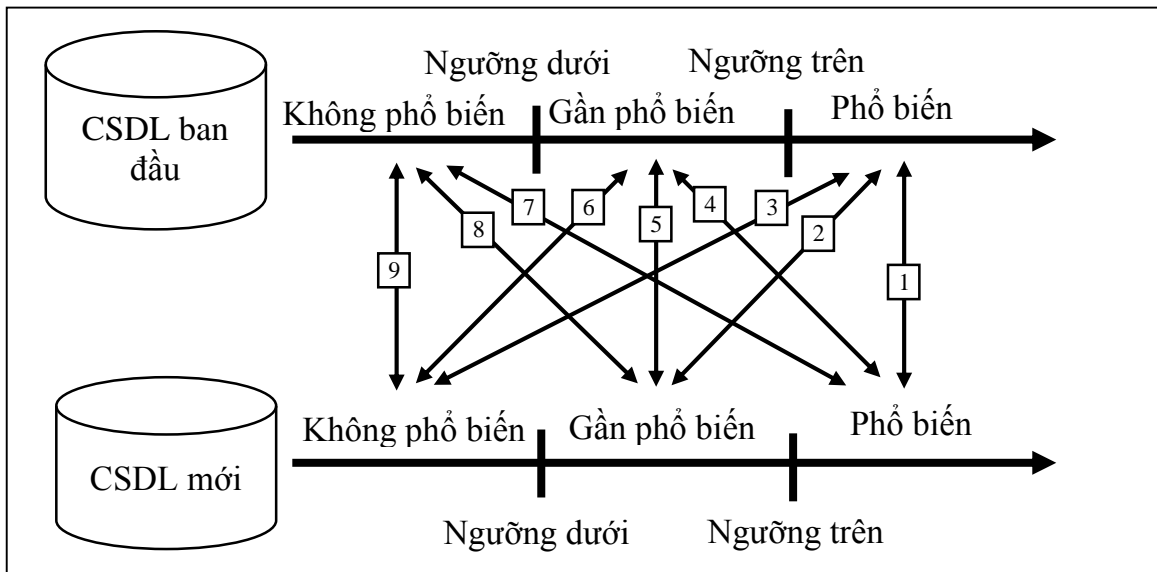 Ngưỡng dưới
Ngưỡng trên
Không phổ biến
Gần phổ biến
Phổ biến
CSDL ban
đầu
7
6
5
4
3
8
2
9
1
Không phổ biến
Gần phổ biến
Phổ biến
CSDL mới
Ngưỡng dưới
Ngưỡng trên